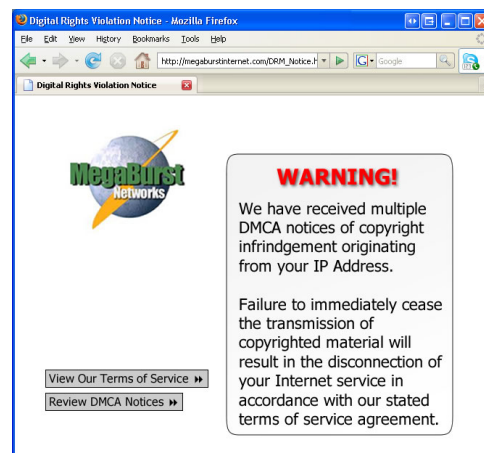 Digital Rights Violation Notice - Mozilla Firefox
File Edit View History Bookmarks Tools Help
http://megaburstinternet.com/DRM_Notice.h
G Google
Digital Rights Violation Notice
MegaBurst
Networks
WARNING!
We have received multiple
DMCA notices of copyright
infrindgement originating
from your IP Address.
Failure to immediately cease
the transmission of
copyrighted material will
result in the disconnection of
your Internet service in
accordance with our stated
terms of service agreement.
View Our Terms of Service
Review DMCA Notices